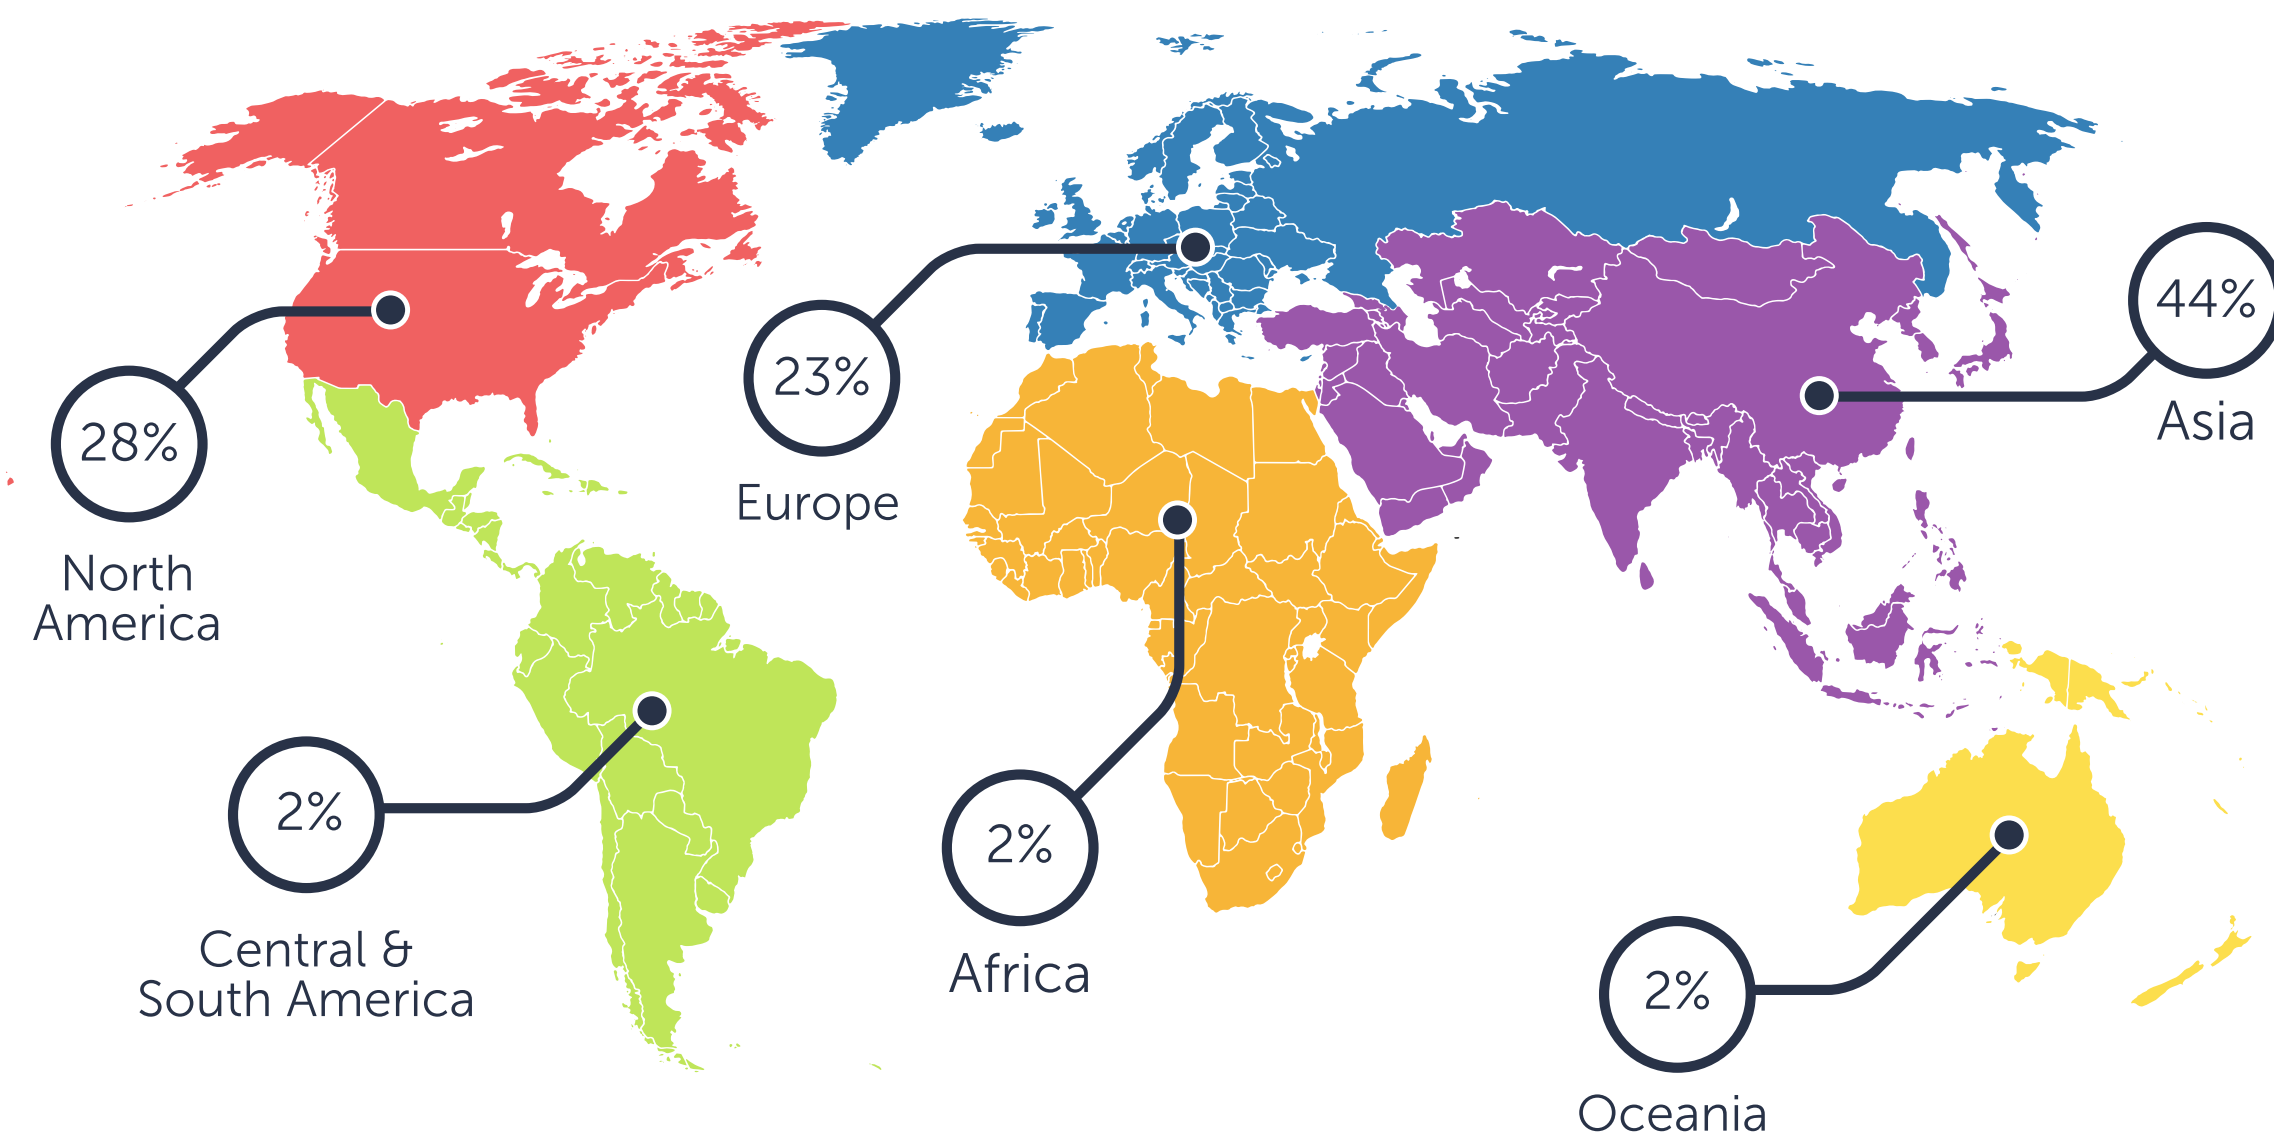 28%
North
America
23%
Europe
44%
Asia
2%
Central &
South America
2%
Africa
2%
Oceania